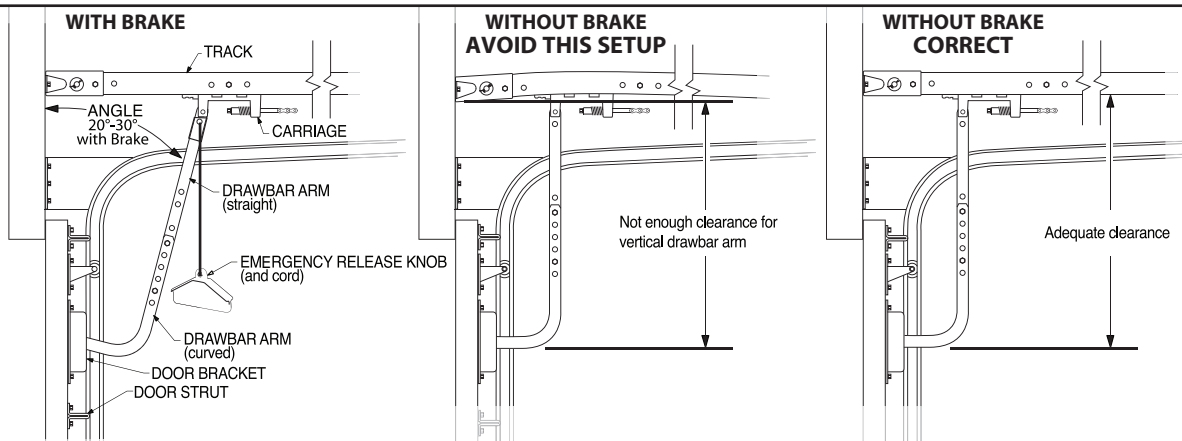 WITH BRAKE
TRACK
ANGLE
20°-30°
with Brake
CARRIAGE
DRAWBAR ARM
(straight)
EMERGENCY RELEASE KNOB
(and cord)
DRAWBAR ARM
(curved)
DOOR BRACKET
DOOR STRUT
WITHOUT BRAKE
AVOID THIS SETUP
Not enough clearance for
vertical drawbar arm
WITHOUT BRAKE
CORRECT
Adequate clearance